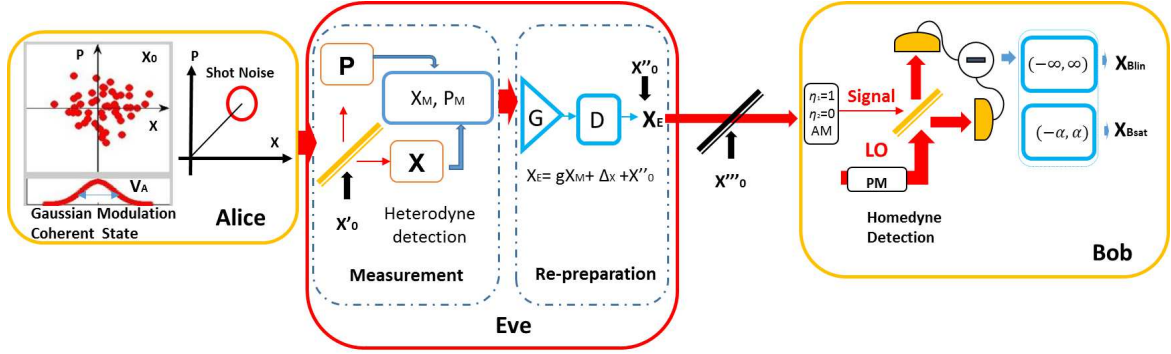 P
X₀
X
V_A
Gaussian Modulation
Coherent State
P
Shot Noise
X
Alice
P
X_M, P_M
X
X'₀
Heterodyne
detection
Measurement
G
D
X''₀
X_E
X_E= gX_M+ Δ_X +X''₀
Re-preparation
Eve
X'''₀
η₁=1
η₂=0
AM
Signal
LO
PM
Homedyne
Detection
(−∞, ∞)
X_Blin
(−α, α)
X_Bsat
Bob